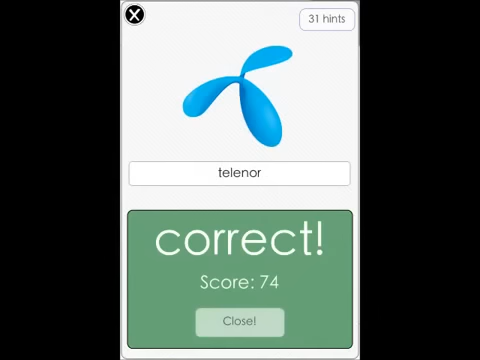 X
31 hints
telenor
correct!
Score: 74
Close!